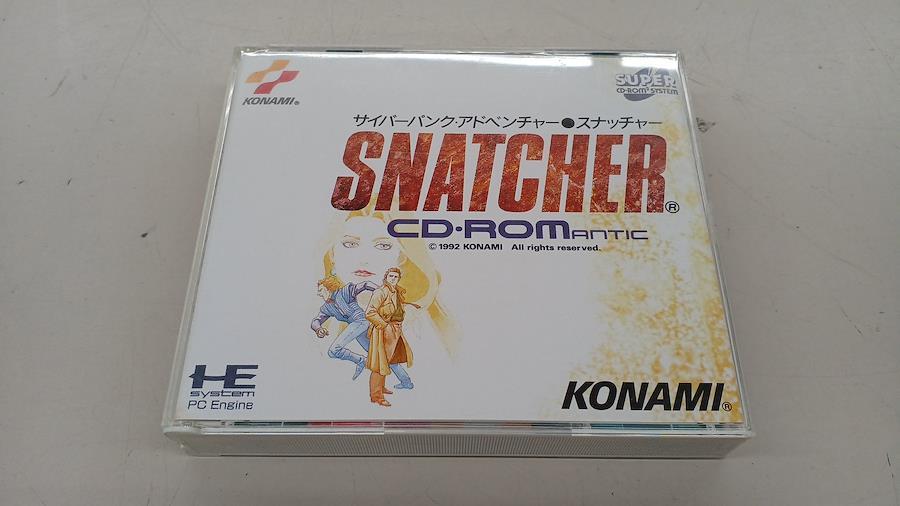 KONAMI®
SUPER
CD-ROM² SYSTEM
サイバーパンク・アドベンチャー●スナッチャー
SNATCHER®
CD・ROMANTIC
© 1992 KONAMI All rights reserved.
HE
system
PC Engine
KONAMI®